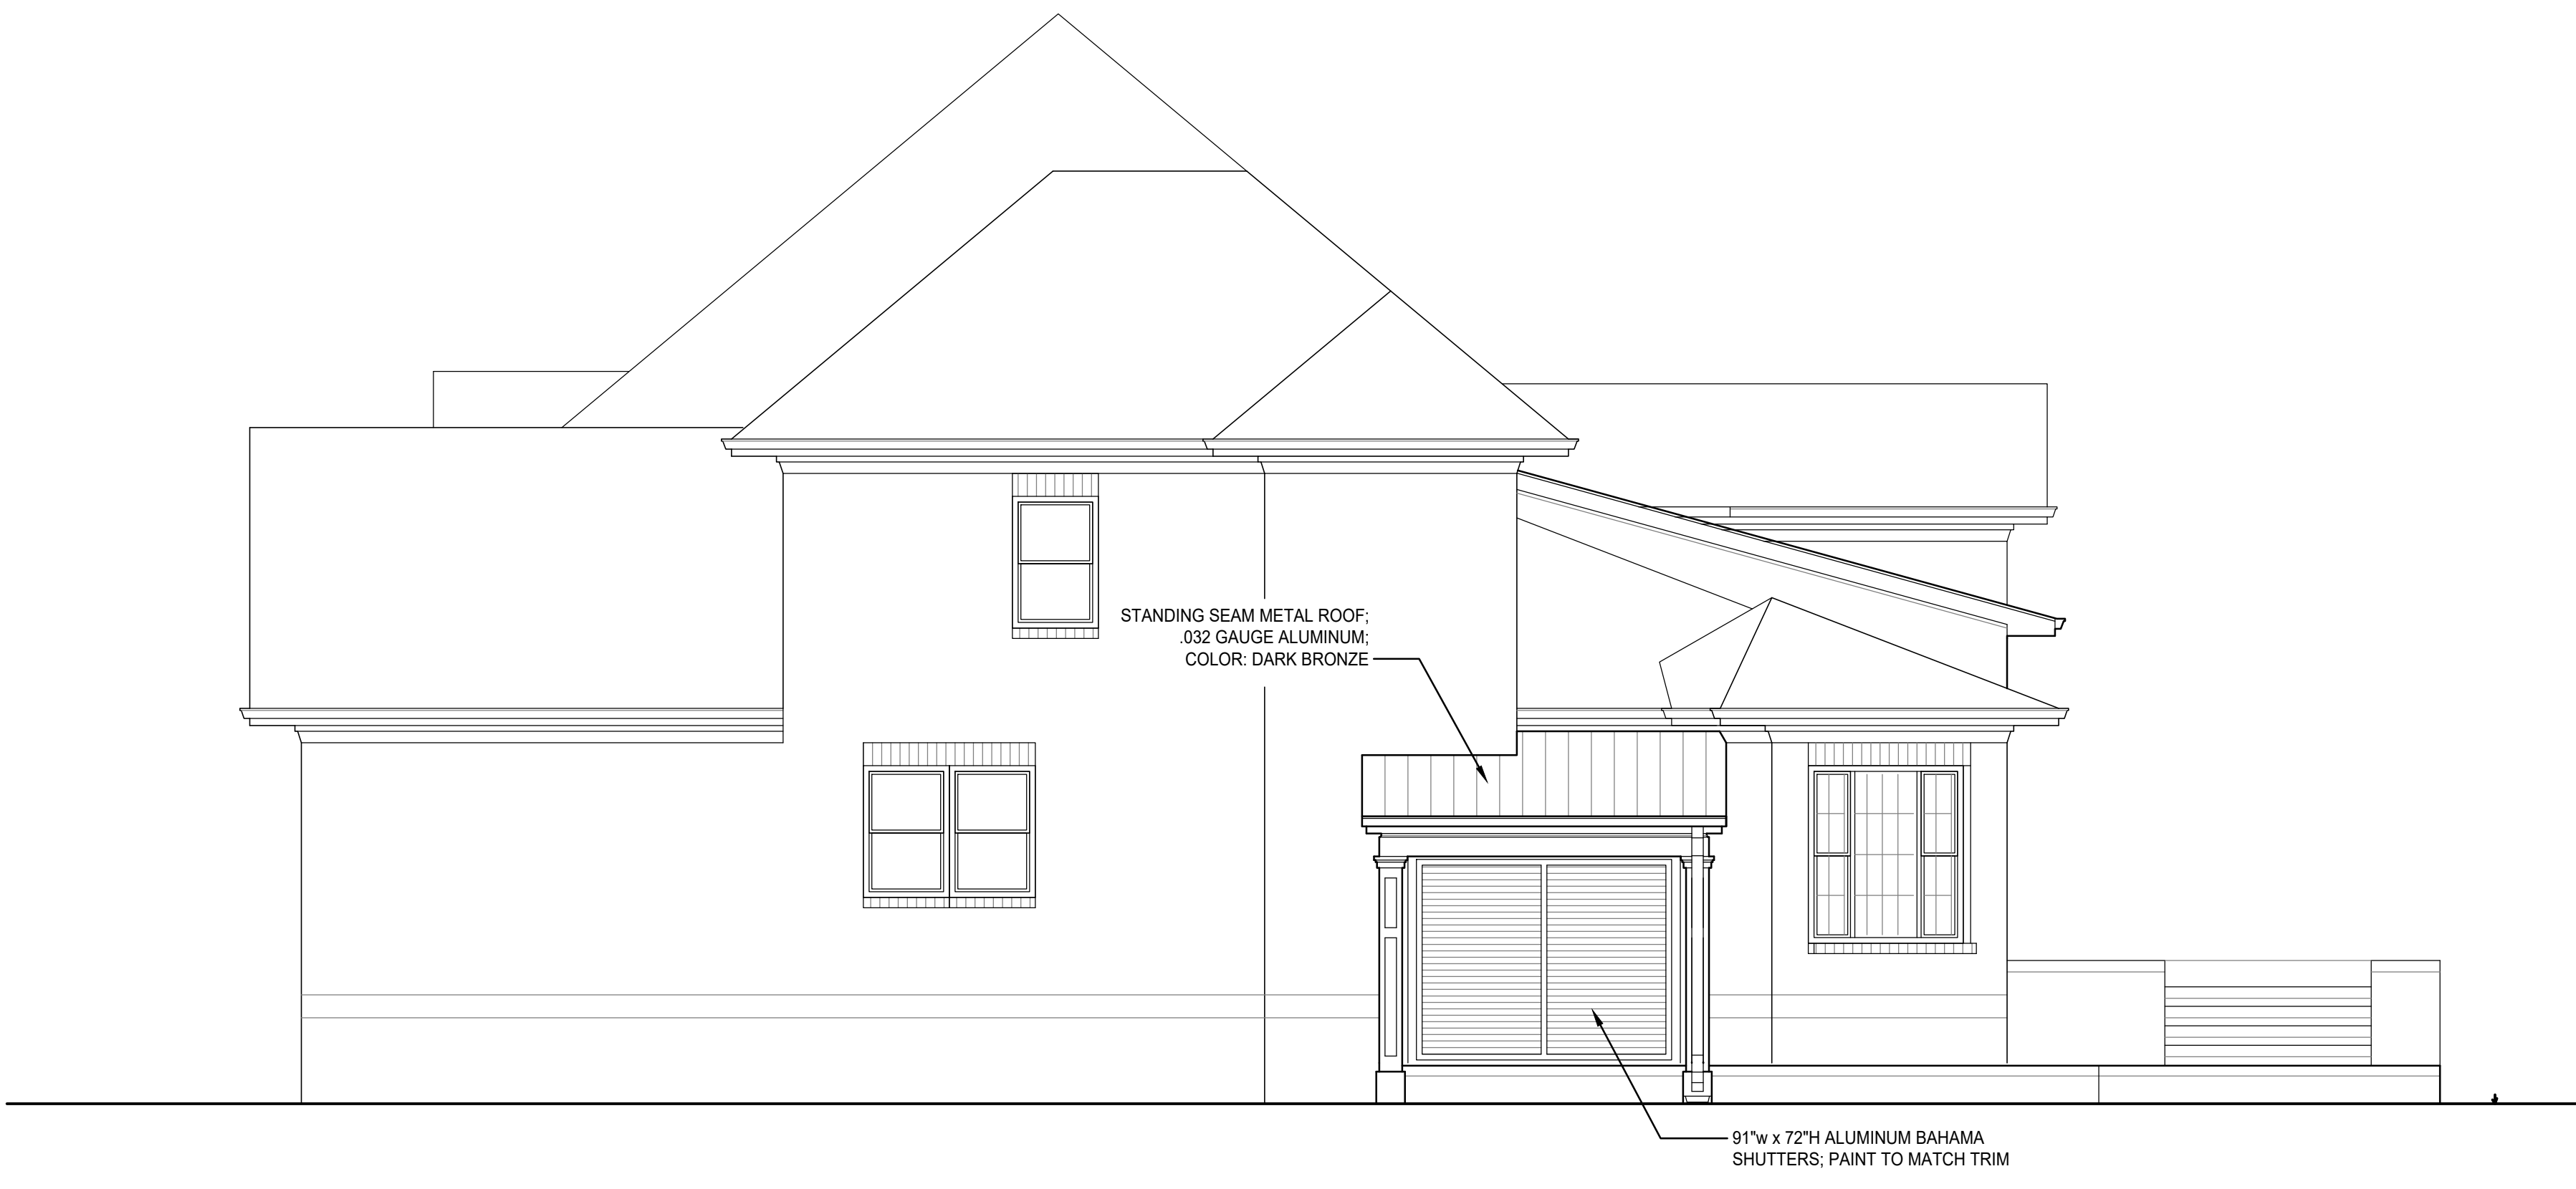 STANDING SEAM METAL ROOF;
.032 GAUGE ALUMINUM;
COLOR: DARK BRONZE
91"w x 72"H ALUMINUM BAHAMA
SHUTTERS; PAINT TO MATCH TRIM